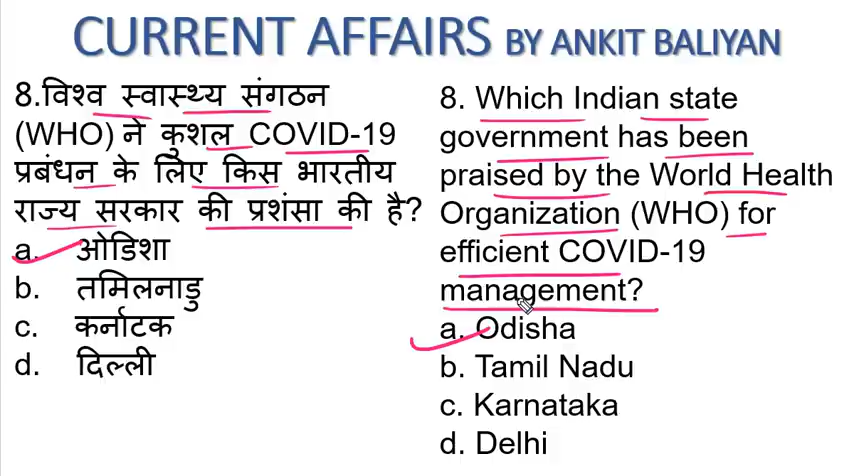 CURRENT AFFAIRS BY ANKIT BALIYAN
8.विश्व स्वास्थ्य संगठन
(WHO) ने कुशल COVID-19
प्रबंधन के लिए किस भारतीय
राज्य सरकार की प्रशंसा की है?
a. ओडिशा
b. तमिलनाडु
c. कर्नाटक
d. दिल्ली
8. Which Indian state
government has been
praised by the World Health
Organization (WHO) for
efficient COVID-19
management?
a. Odisha
b. Tamil Nadu
c. Karnataka
d. Delhi